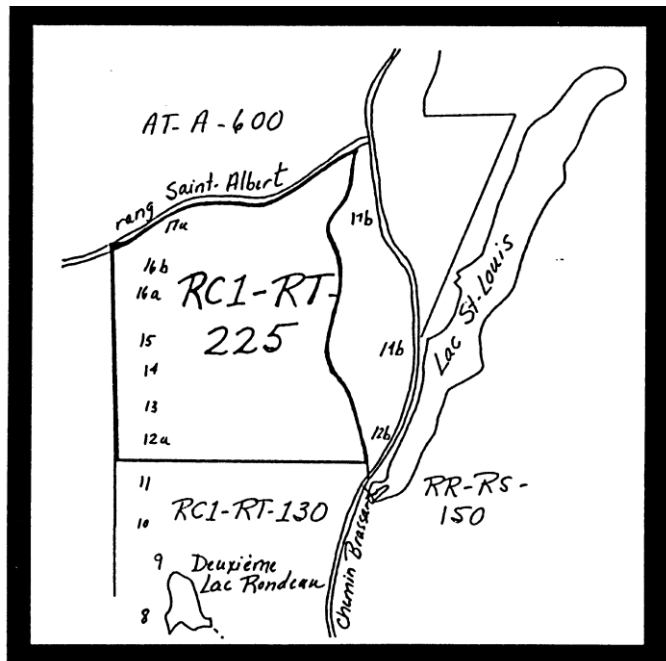 AT-A-600
rang Saint-Albert
17a
17b
16b
16a
RC1-RT-
225
15
14
14b
13
12a
12b
Lac St-Louis
11
10
RC1-RT-130
RR-RS-
150
9
Deuxième
Lac Rondeau
8
Chemin Brassard